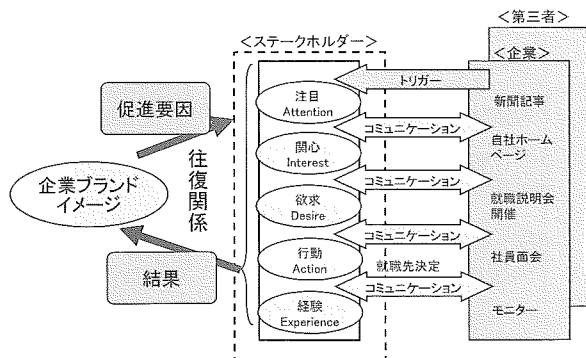 ＜第三者＞
＜ステークホルダー＞
＜企業＞
トリガー
促進要因
注目
Attention
新聞記事
コミュニケーション
往復関係
関心
Interest
自社ホーム
ページ
コミュニケーション
企業ブランド
イメージ
欲求
Desire
就職説明会
開催
コミュニケーション
行動
Action
就職先決定
社員面会
結果
コミュニケーション
経験
Experience
モニター